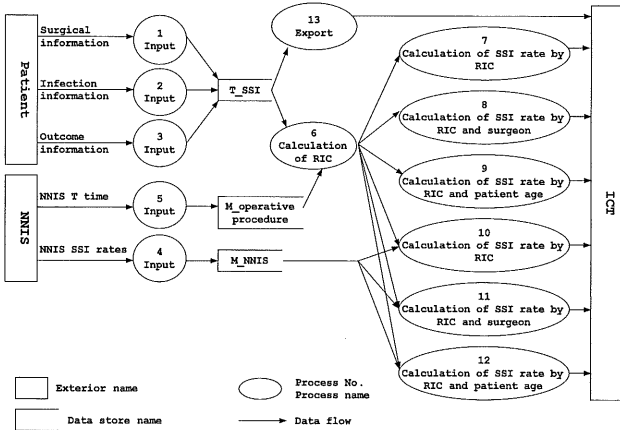 Patient
Surgical
information
1
Input
Infection
information
2
Input
Outcome
information
3
Input
T_SSI
13
Export
6
Calculation
of RIC
NNIS
NNIS T time
5
Input
M_operative
procedure
NNIS SSI rates
4
Input
M_NNIS
7
Calculation of SSI rate by
RIC
8
Calculation of SSI rate
by RIC and surgeon
9
Calculation of SSI rate by
RIC and patient age
10
Calculation of SSI rate by
RIC
11
Calculation of SSI rate by
RIC and surgeon
12
Calculation of SSI rate by
RIC and patient age
ICT
Exterior name
Process No.
Process name
Data store name
Data flow